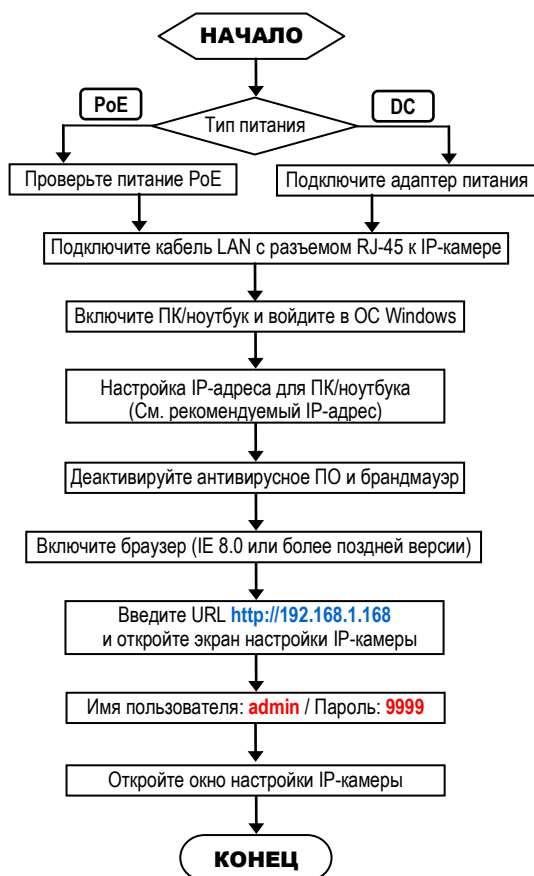 НАЧАЛО
PoE
DC
Тип питания
Проверьте питание PoE
Подключите адаптер питания
Подключите кабель LAN с разъемом RJ-45 к IP-камере
Включите ПК/ноутбук и войдите в ОС Windows
Настройка IP-адреса для ПК/ноутбука
(См. рекомендуемый IP-адрес)
Деактивируйте антивирусное ПО и брандмауэр
Включите браузер (IE 8.0 или более поздней версии)
Введите URL http://192.168.1.168
и откройте экран настройки IP-камеры
Имя пользователя: admin / Пароль: 9999
Откройте окно настройки IP-камеры
КОНЕЦ